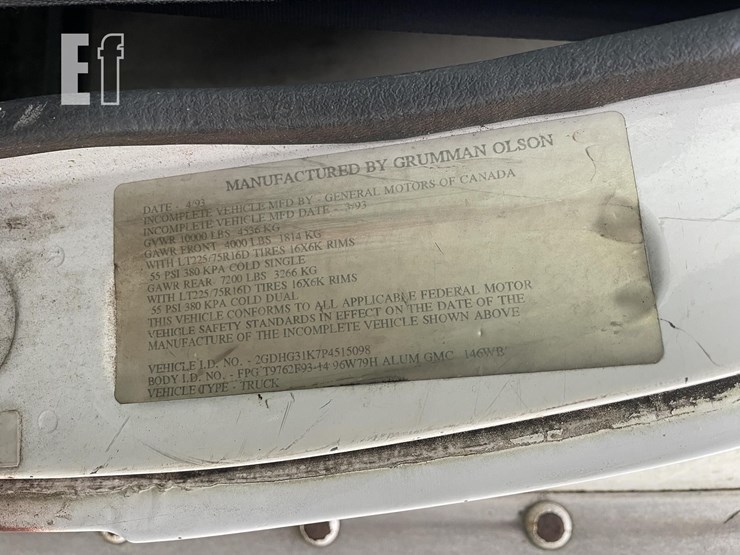 Ef
MANUFACTURED BY GRUMMAN OLSON
DATE - 4/93
INCOMPLETE VEHICLE MFD BY - GENERAL MOTORS OF CANADA
INCOMPLETE VEHICLE MFD DATE - 3/93
GVWR 10000 LBS 4536 KG
GAWR FRONT 4000 LBS 1814 KG
WITH LT225/75R16D TIRES 16X6K RIMS
55 PSI 380 KPA COLD SINGLE
GAWR REAR- 7200 LBS 3266 KG
WITH LT225/75R16D TIRES 16X6K RIMS
55 PSI 380 KPA COLD DUAL
THIS VEHICLE CONFORMS TO ALL APPLICABLE FEDERAL MOTOR
VEHICLE SAFETY STANDARDS IN EFFECT ON THE DATE OF THE
MANUFACTURE OF THE INCOMPLETE VEHICLE SHOWN ABOVE
VEHICLE I.D. NO. - 2GDHG31K7P4515098
BODY I.D. NO. - FPG T9762F93-14 96W79H ALUM GMC 146WB
VEHICLE TYPE - TRUCK